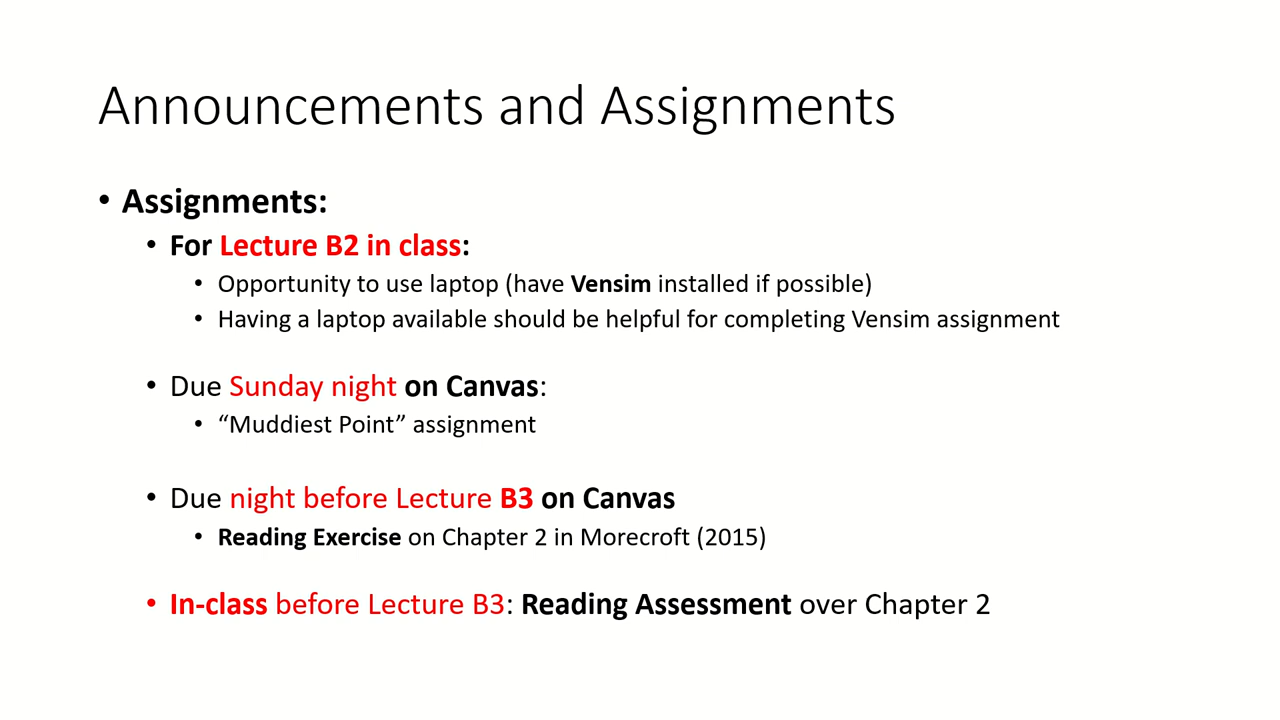 Announcements and Assignments
• Assignments:
• For Lecture B2 in class:
• Opportunity to use laptop (have Vensim installed if possible)
• Having a laptop available should be helpful for completing Vensim assignment
• Due Sunday night on Canvas:
• “Muddiest Point” assignment
• Due night before Lecture B3 on Canvas
• Reading Exercise on Chapter 2 in Morecroft (2015)
• In-class before Lecture B3: Reading Assessment over Chapter 2